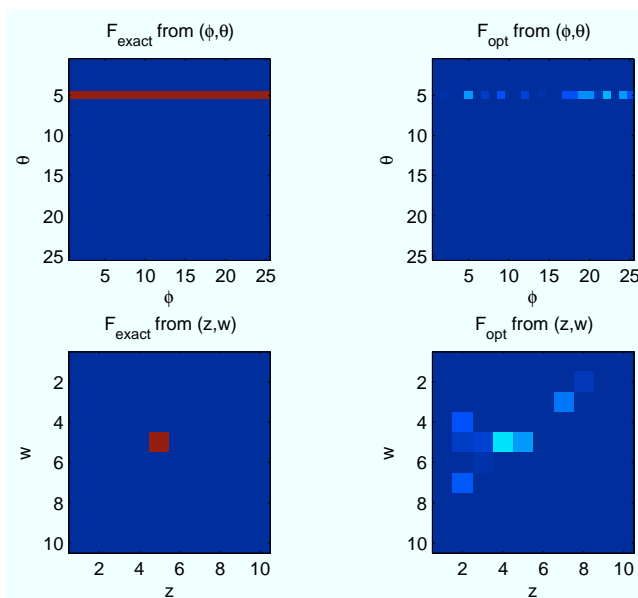 F_exact from (ϕ,θ)
F_opt from (ϕ,θ)
5
10
15
20
25
θ
5 10 15 20 25
ϕ
5
10
15
20
25
θ
5 10 15 20 25
ϕ
F_exact from (z,w)
F_opt from (z,w)
2
4
6
8
10
w
2 4 6 8 10
z
2
4
6
8
10
w
2 4 6 8 10
z